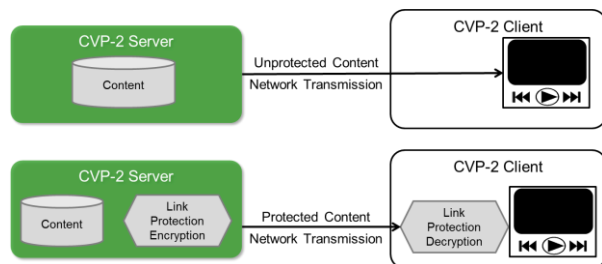 CVP-2 Server
Content
Unprotected Content
Network Transmission
CVP-2 Client
CVP-2 Server
Content
Link
Protection
Encryption
Protected Content
Network Transmission
CVP-2 Client
Link
Protection
Decryption